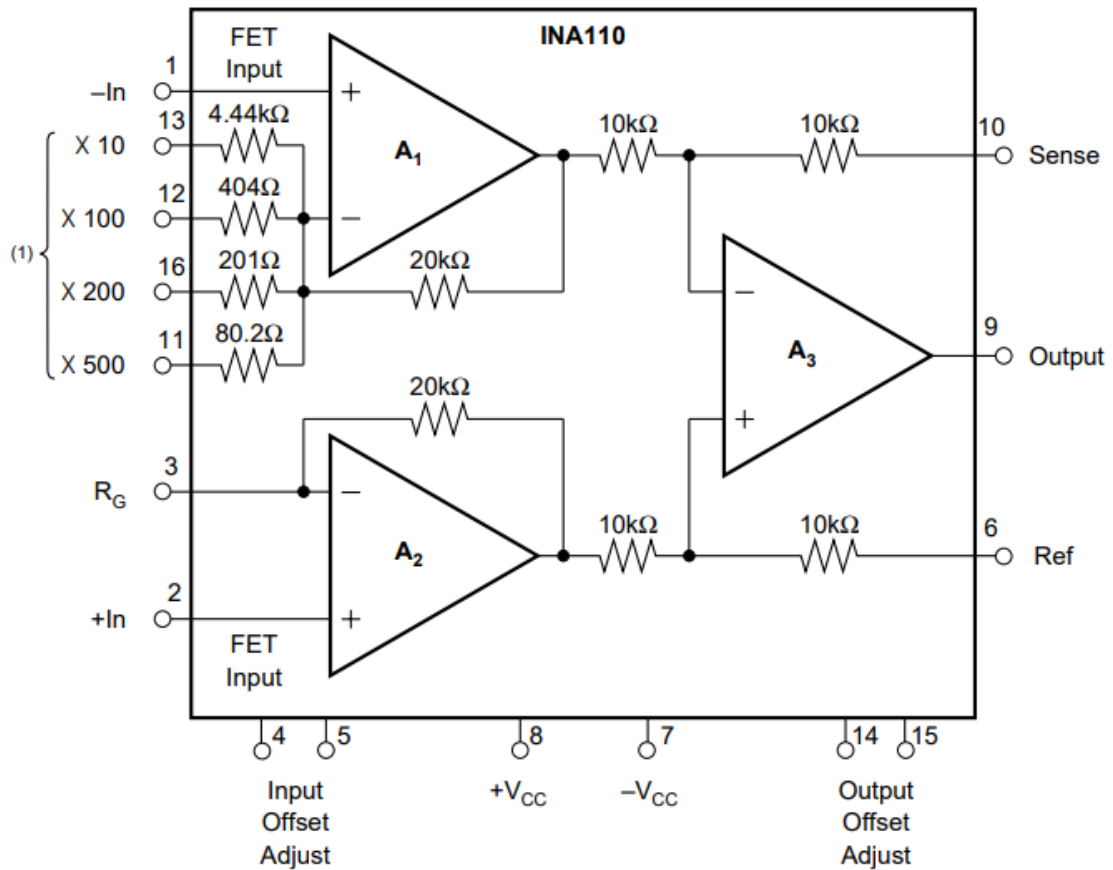 INA110
FET
Input
1
–In
13
4.44kΩ
X 10
12
404Ω
X 100
(1)
16
201Ω
X 200
11
80.2Ω
X 500
+
A1
–
20kΩ
10kΩ
10kΩ
10
Sense
–
A3
+
9
Output
20kΩ
3
RG
–
A2
+
2
+In
FET
Input
10kΩ
10kΩ
6
Ref
4
5
8
7
14
15
Input
Offset
Adjust
+VCC
–VCC
Output
Offset
Adjust